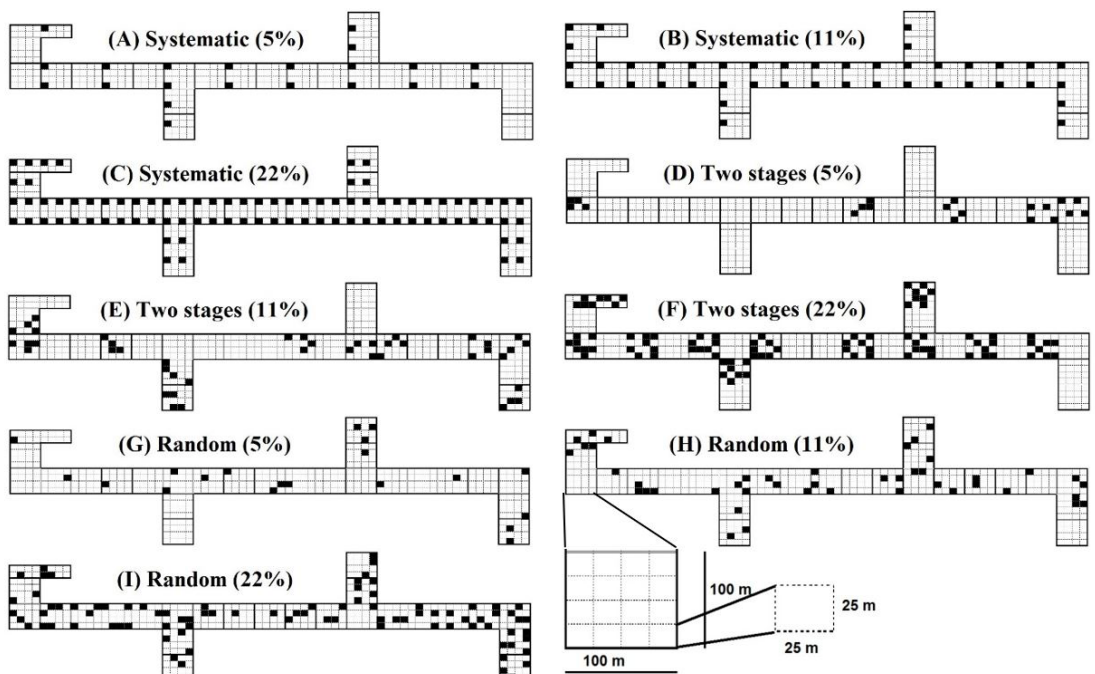 (A) Systematic (5%)
(B) Systematic (11%)
(C) Systematic (22%)
(D) Two stages (5%)
(E) Two stages (11%)
(F) Two stages (22%)
(G) Random (5%)
(H) Random (11%)
(I) Random (22%)
100 m
25 m
25 m
100 m